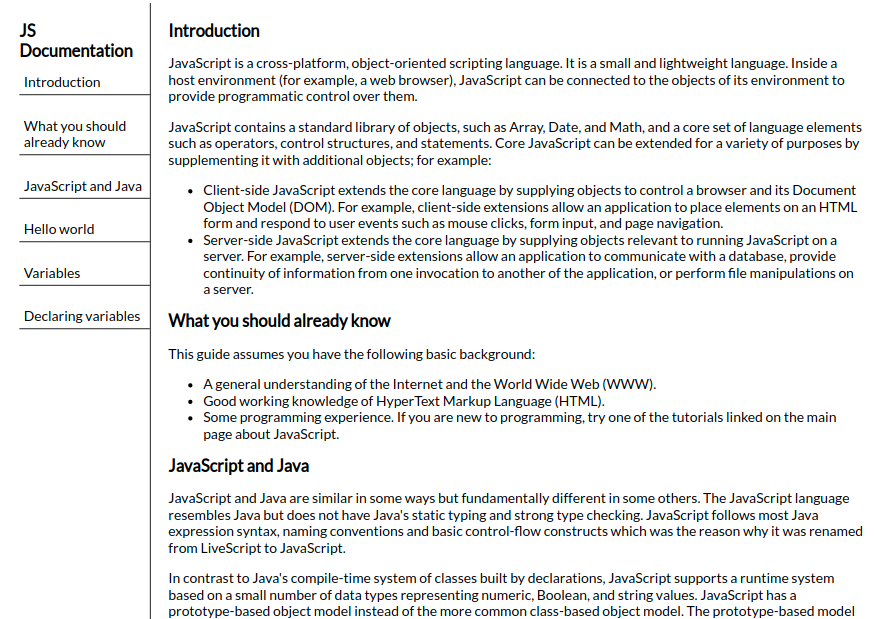 JS
Documentation
Introduction
What you should
already know
JavaScript and Java
Hello world
Variables
Declaring variables
Introduction
JavaScript is a cross-platform, object-oriented scripting language. It is a small and lightweight language. Inside a
host environment (for example, a web browser), JavaScript can be connected to the objects of its environment to
provide programmatic control over them.
JavaScript contains a standard library of objects, such as Array, Date, and Math, and a core set of language elements
such as operators, control structures, and statements. Core JavaScript can be extended for a variety of purposes by
supplementing it with additional objects; for example:
• Client-side JavaScript extends the core language by supplying objects to control a browser and its Document
Object Model (DOM). For example, client-side extensions allow an application to place elements on an HTML
form and respond to user events such as mouse clicks, form input, and page navigation.
• Server-side JavaScript extends the core language by supplying objects relevant to running JavaScript on a
server. For example, server-side extensions allow an application to communicate with a database, provide
continuity of information from one invocation to another of the application, or perform file manipulations on
a server.
What you should already know
This guide assumes you have the following basic background:
• A general understanding of the Internet and the World Wide Web (WWW).
• Good working knowledge of HyperText Markup Language (HTML).
• Some programming experience. If you are new to programming, try one of the tutorials linked on the main
page about JavaScript.
JavaScript and Java
JavaScript and Java are similar in some ways but fundamentally different in some others. The JavaScript language
resembles Java but does not have Java's static typing and strong type checking. JavaScript follows most Java
expression syntax, naming conventions and basic control-flow constructs which was the reason why it was renamed
from LiveScript to JavaScript.
In contrast to Java's compile-time system of classes built by declarations, JavaScript supports a runtime system
based on a small number of data types representing numeric, Boolean, and string values. JavaScript has a
prototype-based object model instead of the more common class-based object model. The prototype-based model